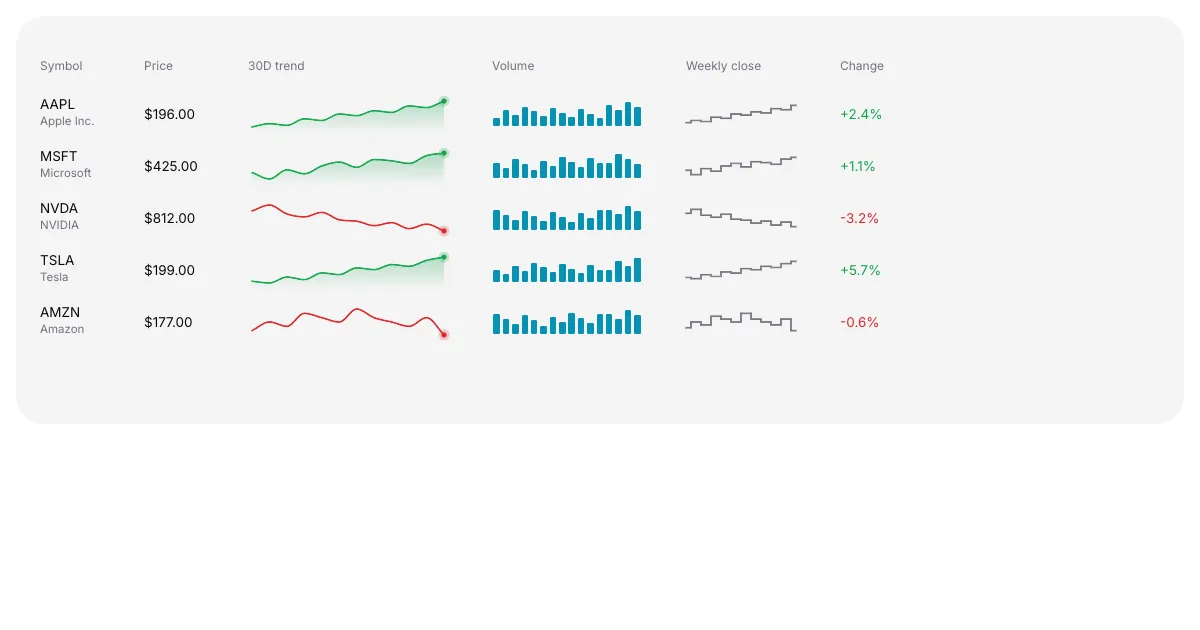 Symbol Price 30D trend Volume Weekly close Change
AAPL
Apple Inc.
$196.00
+2.4%
MSFT
Microsoft
$425.00
+1.1%
NVDA
NVIDIA
$812.00
-3.2%
TSLA
Tesla
$199.00
+5.7%
AMZN
Amazon
$177.00
-0.6%